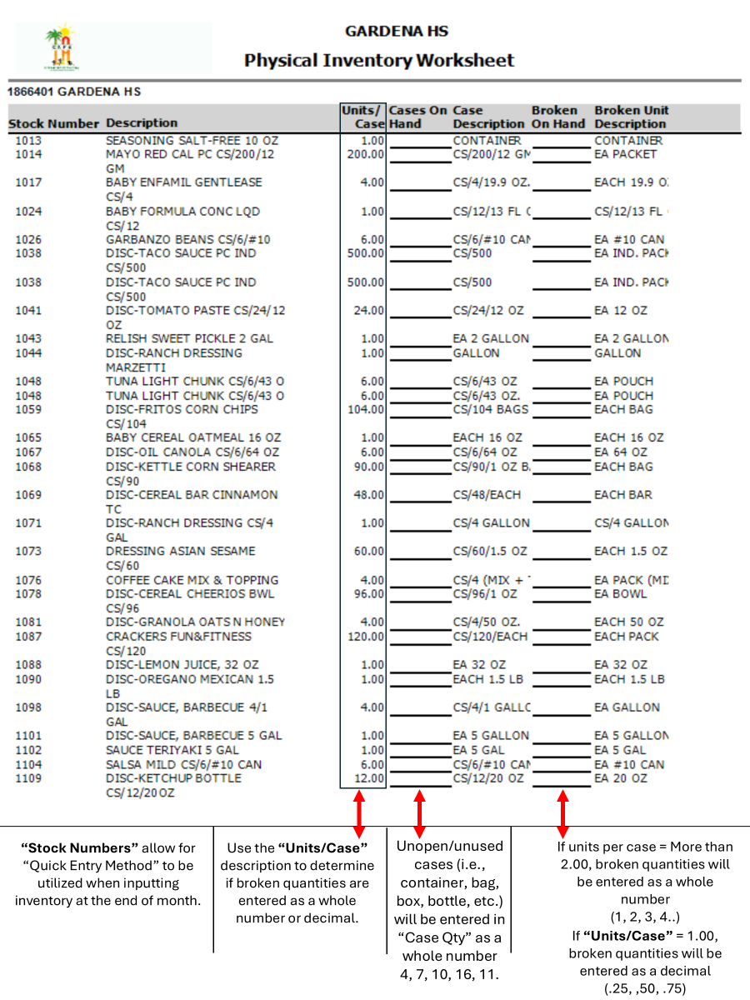 GARDENA HS
Physical Inventory Worksheet
1866401 GARDENA HS
Units/ Cases On Case Broken Broken Unit
Stock Number Description Case Hand Description On Hand Description
1013 SEASONING SALT-FREE 10 OZ 1.00 CONTAINER CONTAINER
1014 MAYO RED CAL PC CS/200/12 200.00 CS/200/12 GM EA PACKET
GM
1017 BABY ENFAMIL GENTLEASE 4.00 CS/4/19.9 OZ. EACH 19.9 OZ
CS/4
1024 BABY FORMULA CONC LQD 1.00 CS/12/13 FL CS/12/13 FL
CS/12
1026 GARBANZO BEANS CS/6/#10 6.00 CS/6/#10 CAN EA #10 CAN
1038 DISC-TACO SAUCE PC IND 500.00 CS/500 EA IND. PACK
CS/500
1038 DISC-TACO SAUCE PC IND 500.00 CS/500 EA IND. PACK
CS/500
1041 DISC-TOMATO PASTE CS/24/12 24.00 CS/24/12 OZ EA 12 OZ
OZ
1043 RELISH SWEET PICKLE 2 GAL 1.00 EA 2 GALLON EA 2 GALLON
1044 DISC-RANCH DRESSING 1.00 GALLON GALLON
MARZETTI
1048 TUNA LIGHT CHUNK CS/6/43 O 6.00 CS/6/43 OZ EA POUCH
1048 TUNA LIGHT CHUNK CS/6/43 O 6.00 CS/6/43 OZ. EA POUCH
1059 DISC-FRITOS CORN CHIPS 104.00 CS/104 BAGS EACH BAG
CS/104
1065 BABY CEREAL OATMEAL 16 OZ 1.00 EACH 16 OZ EACH 16 OZ
1067 DISC-OIL CANOLA CS/6/64 OZ 6.00 CS/6/64 OZ EA 64 OZ
1068 DISC-KETTLE CORN SHEARER 90.00 CS/90/1 OZ B EACH BAG
CS/90
1069 DISC-CEREAL BAR CINNAMON 48.00 CS/48/EACH EACH BAR
TC
1071 DISC-RANCH DRESSING CS/4 1.00 CS/4 GALLON CS/4 GALLON
GAL
1073 DRESSING ASIAN SESAME 60.00 CS/60/1.5 OZ EACH 1.5 OZ
CS/60
1076 COFFEE CAKE MIX & TOPPING 4.00 CS/4 (MIX + EA PACK (MI
1078 DISC-CEREAL CHEERIOS BWL 96.00 CS/96/1 OZ EA BOWL
CS/96
1081 DISC-GRANOLA OATS N HONEY 4.00 CS/4/50 OZ. EACH 50 OZ
1087 CRACKERS FUN&FITNESS 120.00 CS/120/EACH EACH PACK
CS/120
1088 DISC-LEMON JUICE, 32 OZ 1.00 EA 32 OZ EA 32 OZ
1090 DISC-OREGANO MEXICAN 1.5 1.00 EACH 1.5 LB EACH 1.5 LB
LB
1098 DISC-SAUCE, BARBECUE 4/1 4.00 CS/4/1 GALLO EA GALLON
GAL
1101 DISC-SAUCE, BARBECUE 5 GAL 1.00 EA 5 GALLON EA 5 GALLON
1102 SAUCE TERIYAKI 5 GAL 1.00 EA 5 GAL EA 5 GAL
1104 SALSA MILD CS/6/#10 CAN 6.00 CS/6/#10 CAN EA #10 CAN
1109 DISC-KETCHUP BOTTLE 12.00 CS/12/20 OZ EA 20 OZ
CS/12/20 OZ
“Stock Numbers” allow for
“Quick Entry Method” to be
utilized when inputting
inventory at the end of month.
Use the “Units/Case”
description to determine
if broken quantities are
entered as a whole
number or decimal.
Unopen/unused
cases (i.e.,
container, bag,
box, bottle, etc.)
will be entered in
“Case Qty” as a
whole number
4, 7, 10, 16, 11.
If units per case = More than
2.00, broken quantities will
be entered as a whole
number
(1, 2, 3, 4..)
If “Units/Case” = 1.00,
broken quantities will be
entered as a decimal
(.25, ,50, .75)